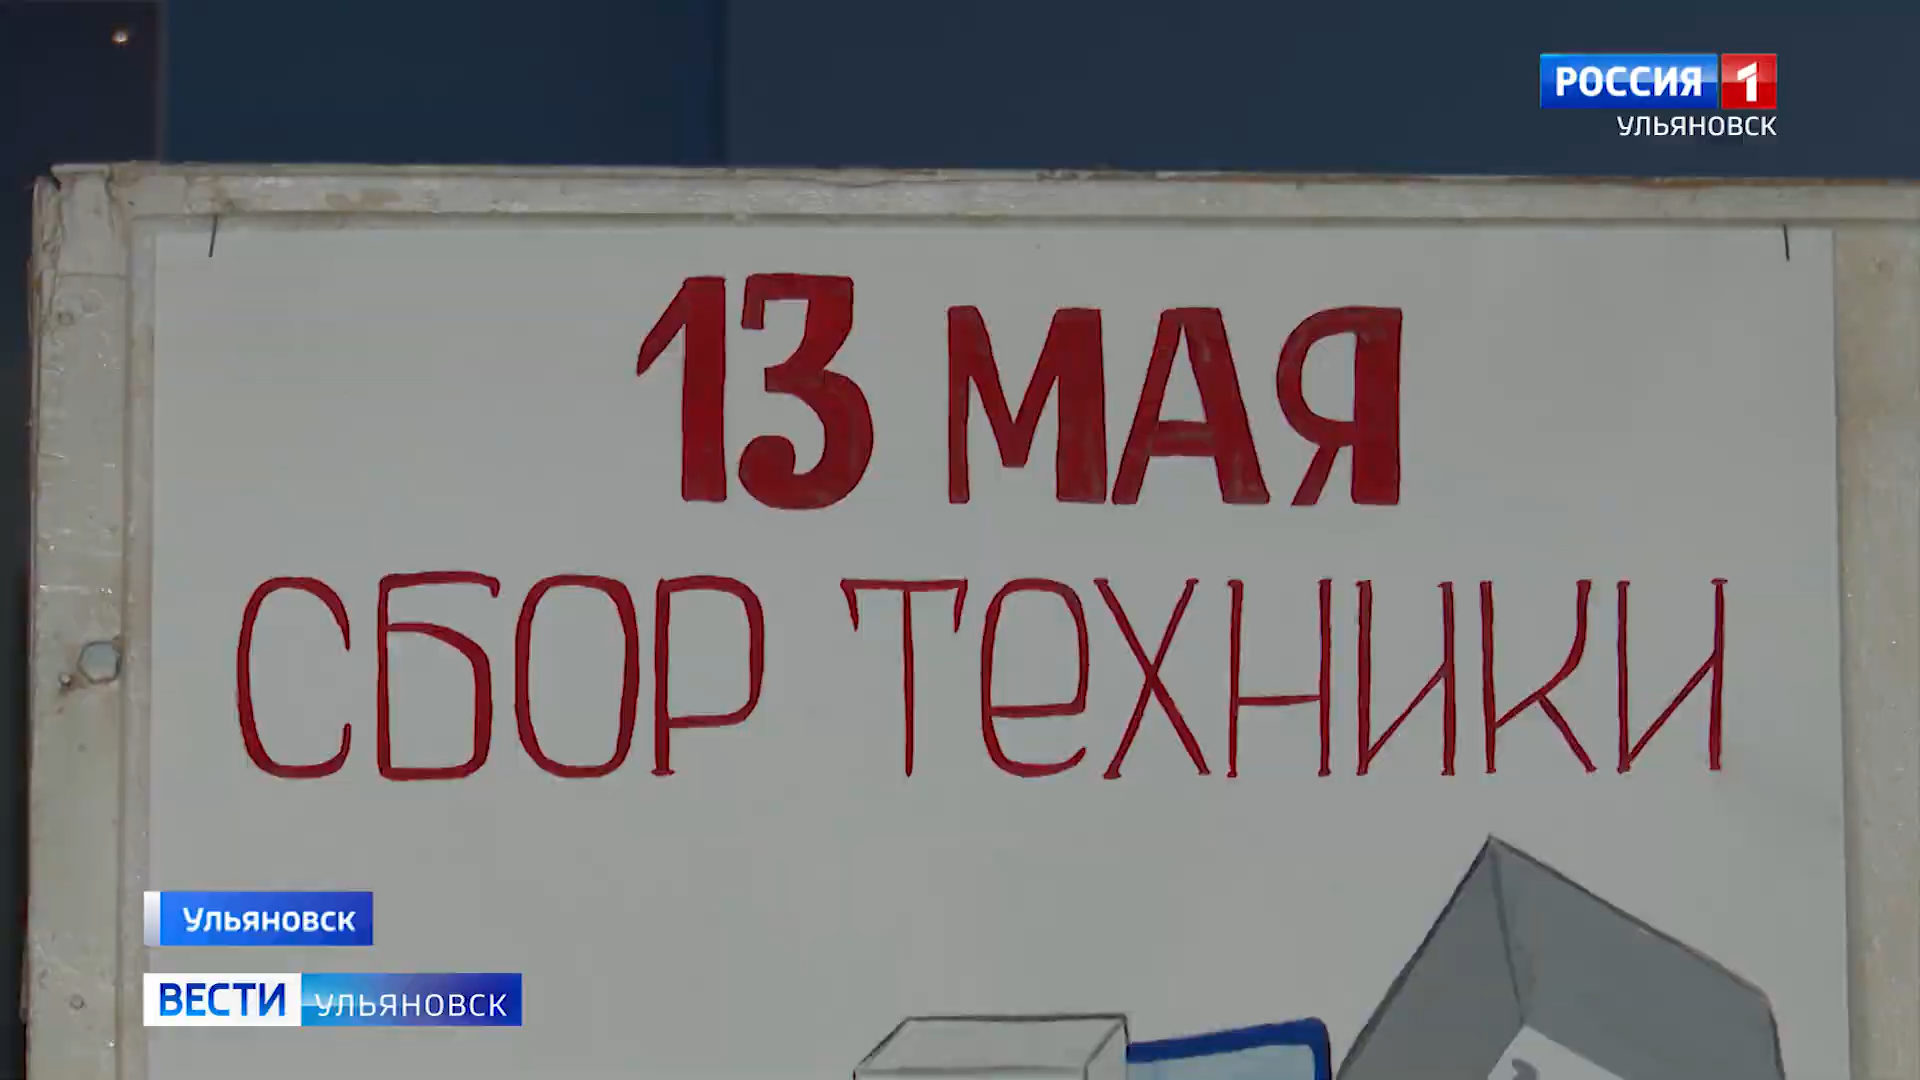 РОССИЯ 1
УЛЬЯНОВСК
13 МАЯ
СБОР ТЕХНИКИ
Ульяновск
ВЕСТИ УЛЬЯНОВСК